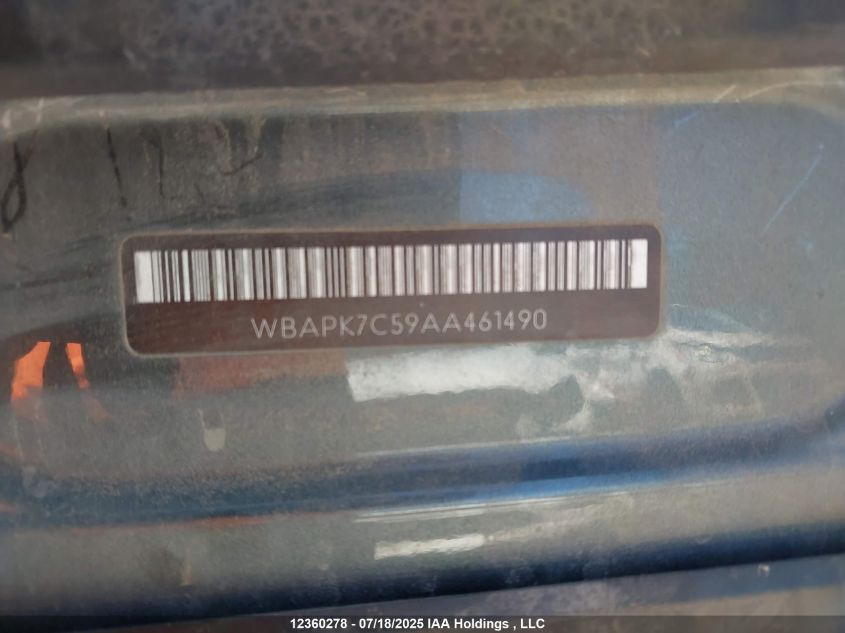 WBAPK7C59AA461490
12360278 - 07/18/2025 IAA Holdings , LLC